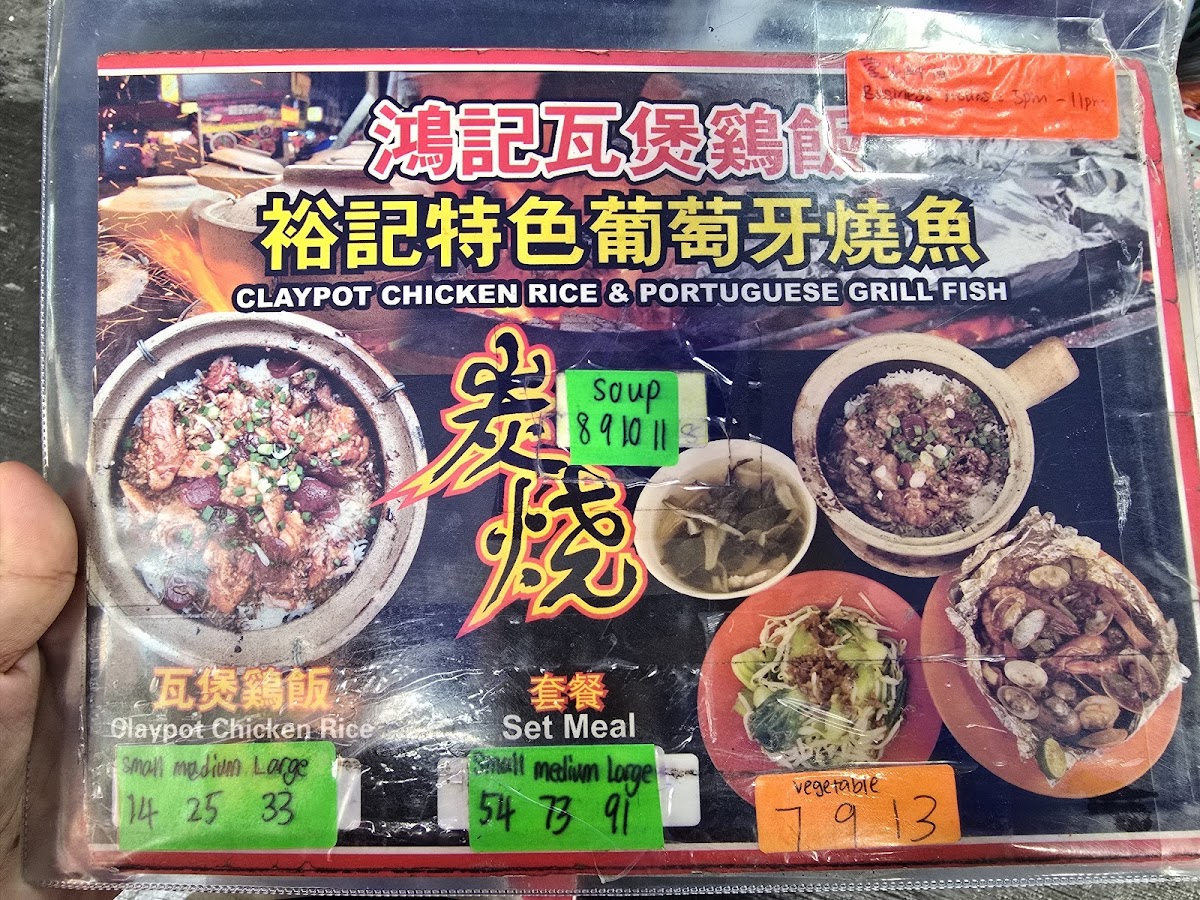 Business Hours : 5pm - 11pm
鴻記瓦煲鷄飯
裕記特色葡萄牙燒魚
CLAYPOT CHICKEN RICE & PORTUGUESE GRILL FISH
炭燒
soup
8 9 10 11
瓦煲鷄飯
Claypot Chicken Rice
small medium Large
14 25 33
套餐
Set Meal
Small medium Large
54 73 91
vegetable
7 9 13